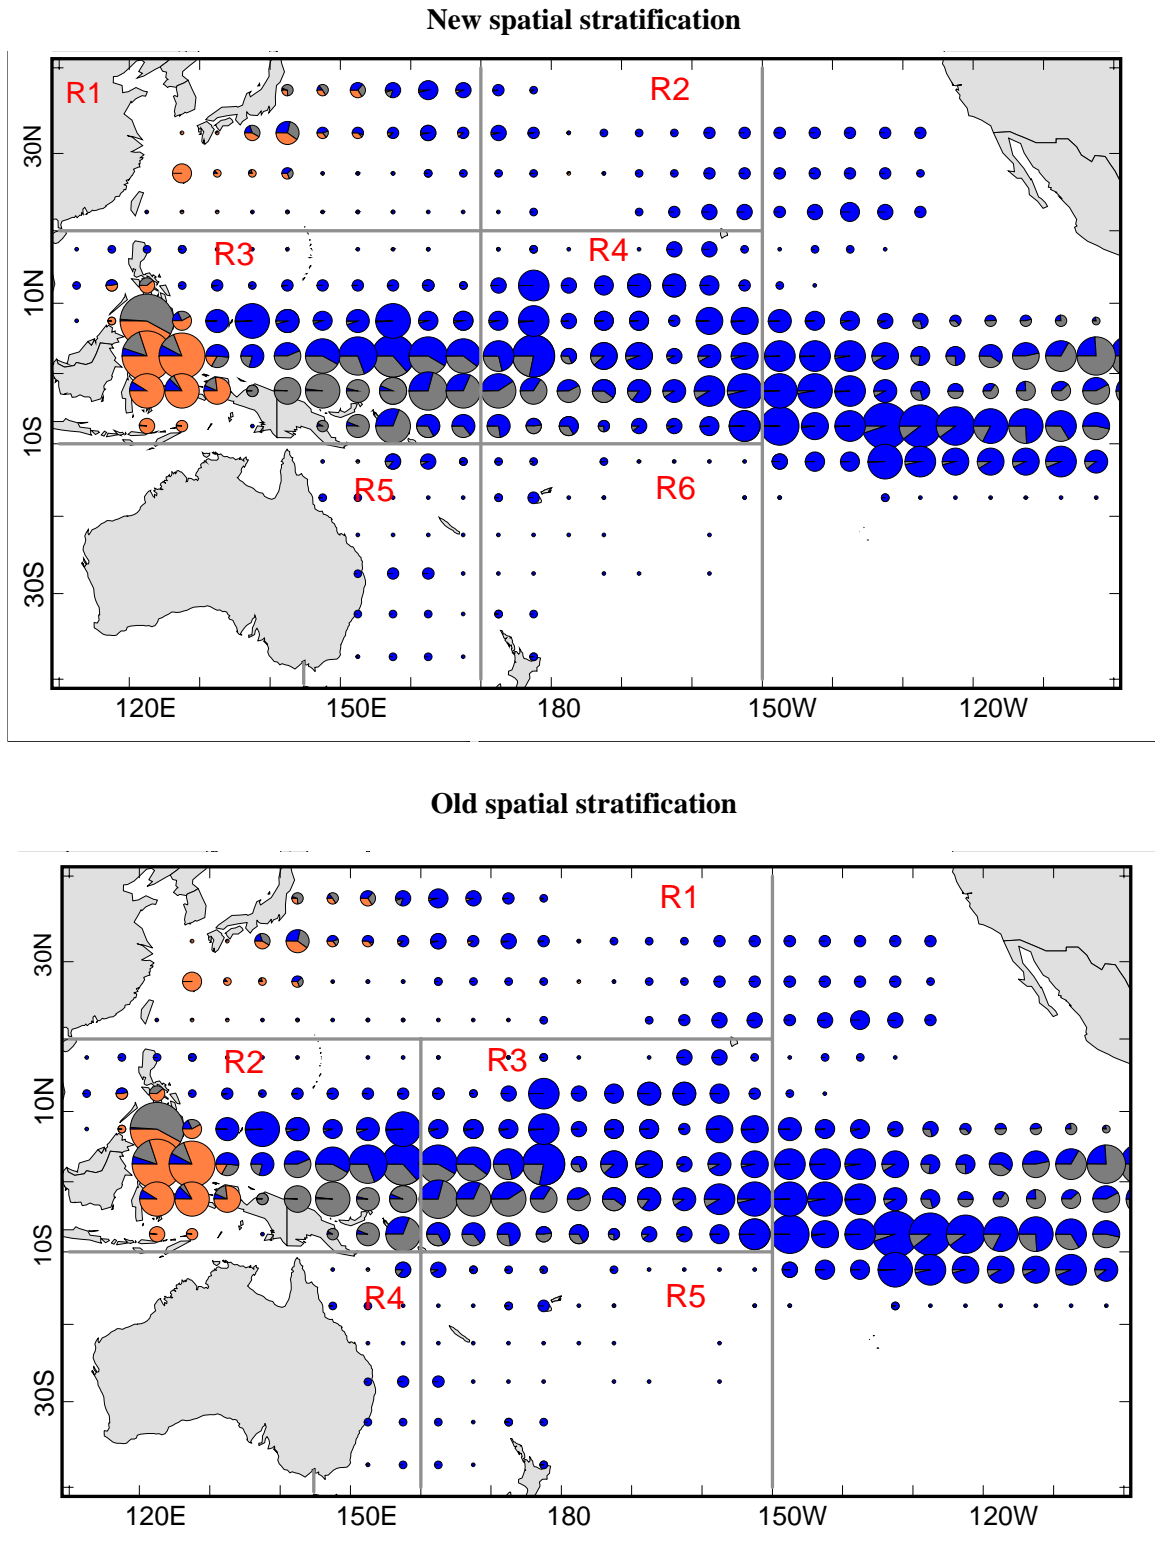 New spatial stratification
R1
R2
30N
R3
R4
10N
10S
R5
R6
30S
120E 150E 180 150W 120W
Old spatial stratification
R1
30N
R2
R3
10N
10S
R4
R5
30S
120E 150E 180 150W 120W